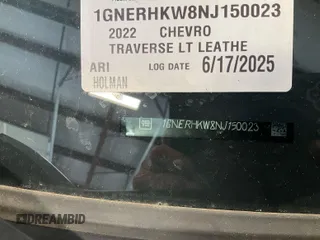 1GNERHKW8NJ150023
2022 CHEVRO
TRAVERSE LT LEATHE
ARI LOG DATE 6/17/2025
HOLMAN
1GNERHKW8NJ150023
DREAMBID